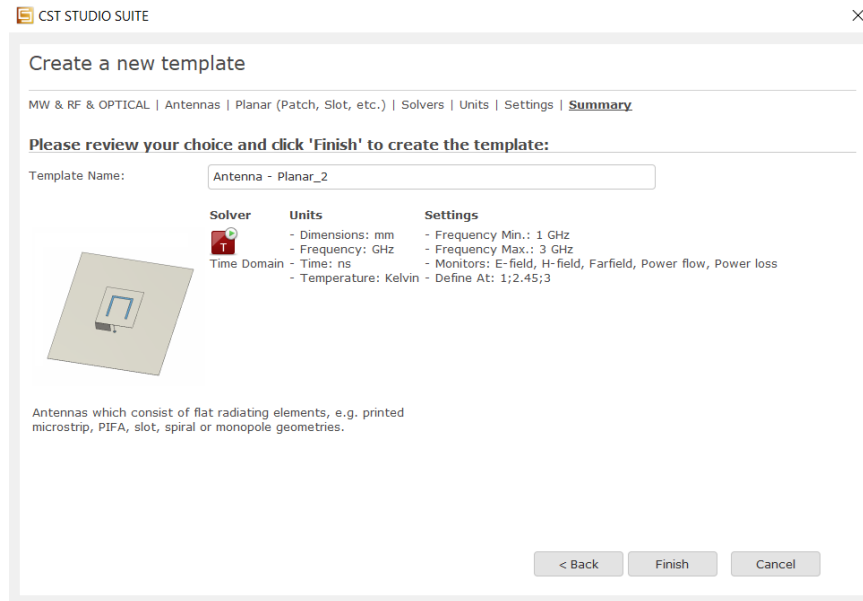 CST STUDIO SUITE
Create a new template
MW & RF & OPTICAL | Antennas | Planar (Patch, Slot, etc.) | Solvers | Units | Settings | Summary
Please review your choice and click 'Finish' to create the template:
Template Name: Antenna - Planar_2
Solver Units Settings
- Dimensions: mm - Frequency Min.: 1 GHz
T - Frequency: GHz - Frequency Max.: 3 GHz
Time Domain - Time: ns - Monitors: E-field, H-field, Farfield, Power flow, Power loss
- Temperature: Kelvin - Define At: 1;2.45;3
Antennas which consist of flat radiating elements, e.g. printed
microstrip, PIFA, slot, spiral or monopole geometries.
< Back Finish Cancel